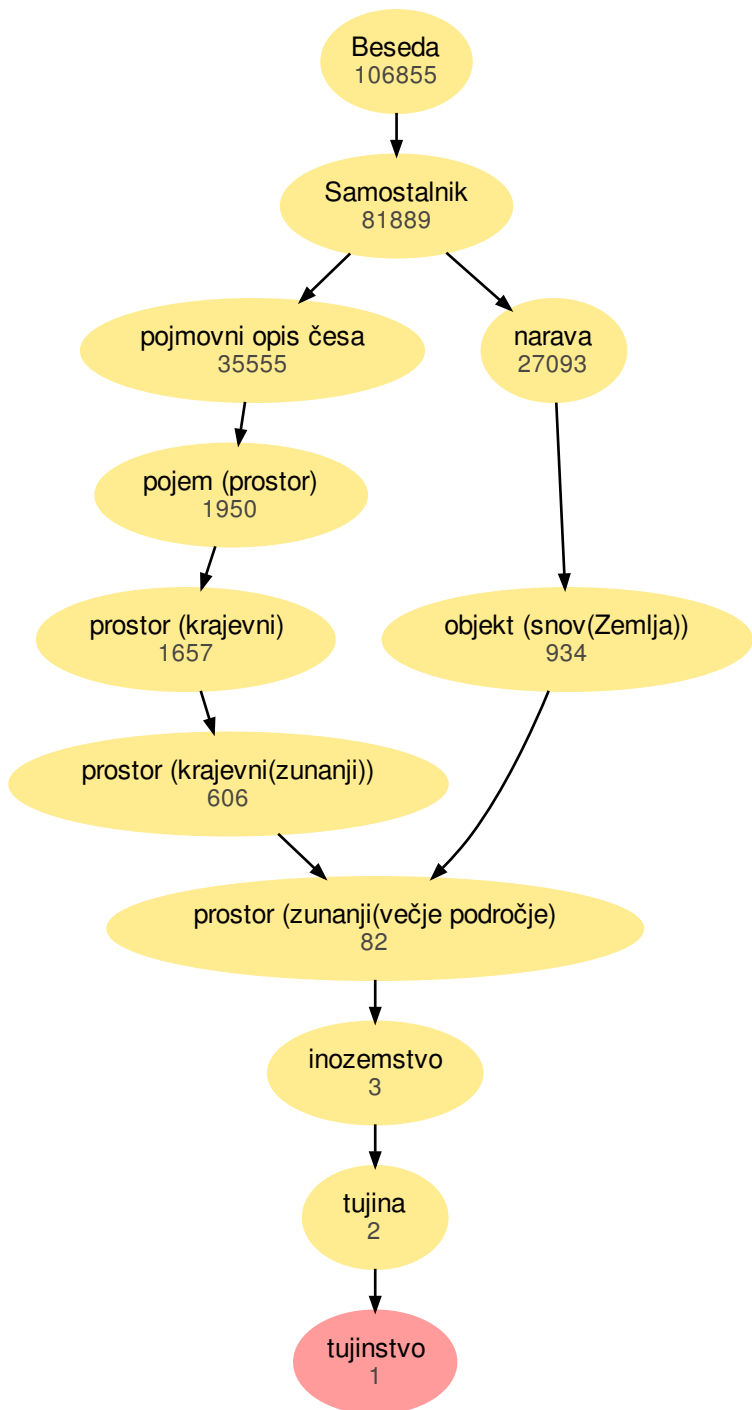 Beseda
106855
Samostalnik
81889
pojmovni opis česa
35555
narava
27093
pojem (prostor)
1950
prostor (krajevni)
1657
objekt (snov(Zemlja))
934
prostor (krajevni(zunanji))
606
prostor (zunanji(večje področje)
82
inozemstvo
3
tujina
2
tujinstvo
1